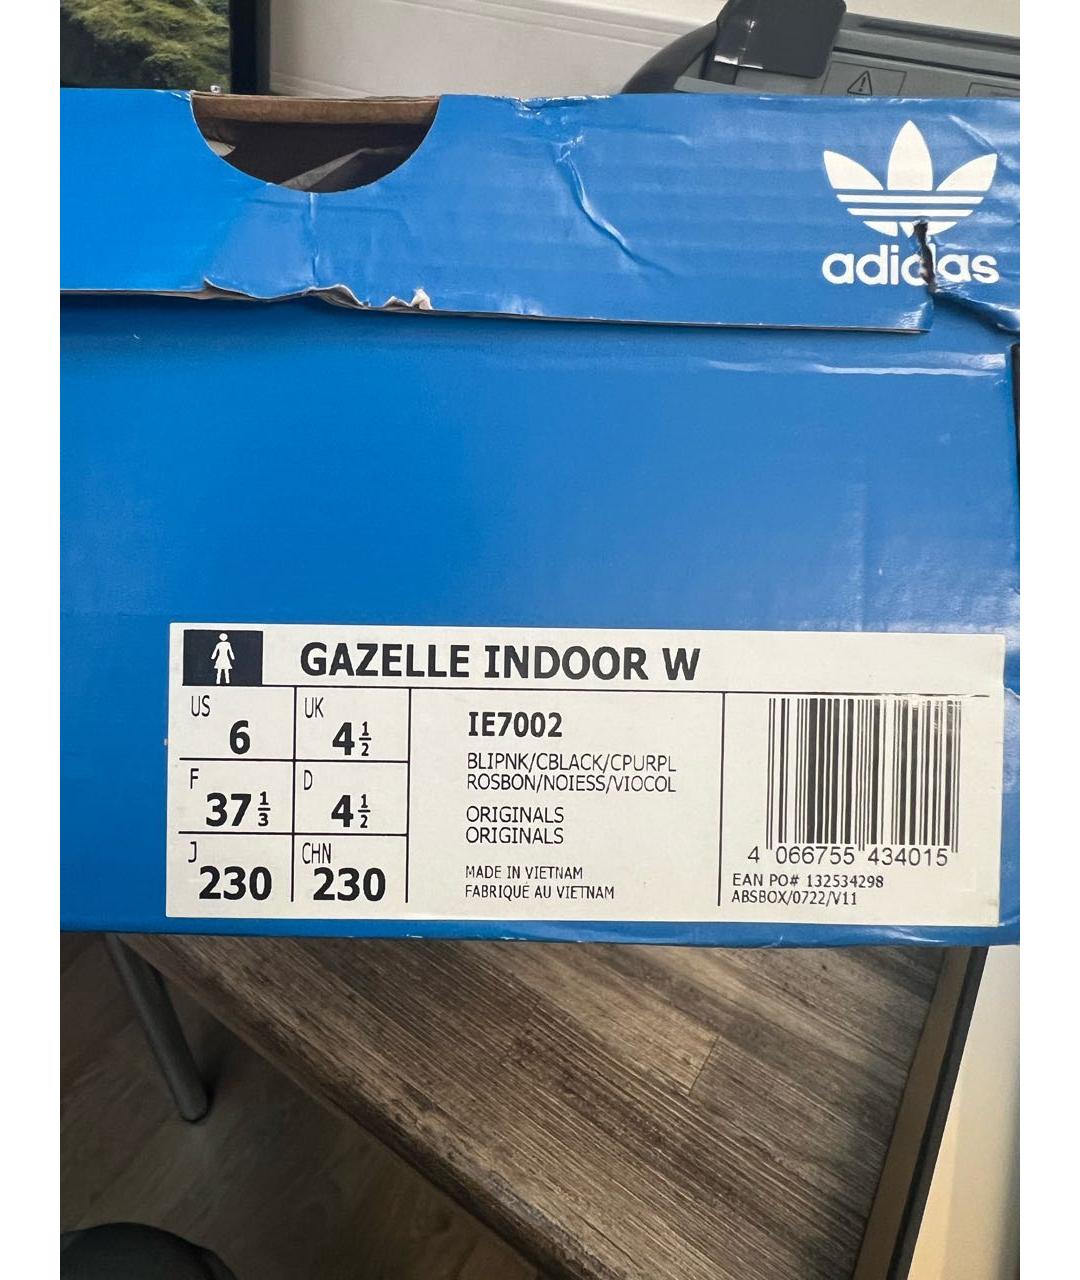 adidas
GAZELLE INDOOR W
US
6
UK
4½
F
37⅓
D
4½
J
230
CHN
230
IE7002
BLIPNK/CBLACK/CPURPL
ROSBON/NOIESS/VIOCOL
ORIGINALS
ORIGINALS
MADE IN VIETNAM
FABRIQUÉ AU VIETNAM
4 066755 434015
EAN PO# 132534298
ABSBOX/0722/V11